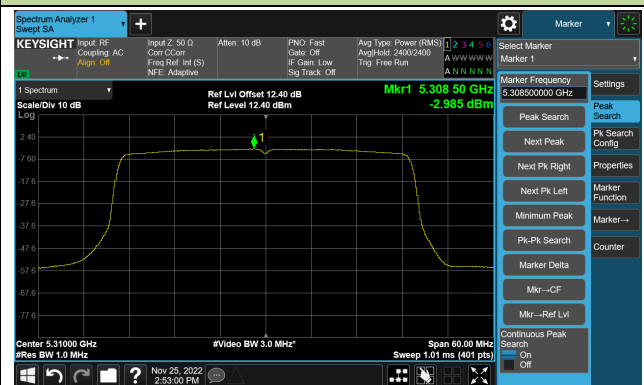 Spectrum Analyzer 1
Swept SA
Marker
KEYSIGHT
Input: RF
Coupling: AC
Align: Off
Input Z: 50 Ω
Corr CCorr
Freq Ref: Int (S)
NFE: Adaptive
Atten: 10 dB
PNO: Fast
Gate: Off
IF Gain: Low
Sig Track: Off
Avg Type: Power (RMS)
Avg|Hold: 2400/2400
Trig: Free Run
1 2 3 4 5 6
A W W W W W
A N N N N N
LNI
Select Marker
Marker 1
1 Spectrum
Scale/Div 10 dB
Log
Ref Lvl Offset 12.40 dB
Ref Level 12.40 dBm
Mkr1 5.308 50 GHz
-2.985 dBm
1
2.40
-7.60
-17.6
-27.6
-37.6
-47.6
-57.6
-67.6
-77.6
Center 5.31000 GHz
#Res BW 1.0 MHz
#Video BW 3.0 MHz*
Span 60.00 MHz
Sweep 1.01 ms (401 pts)
Marker Frequency
5.308500000 GHz
Peak Search
Next Peak
Next Pk Right
Next Pk Left
Minimum Peak
Pk-Pk Search
Marker Delta
Mkr→CF
Mkr→Ref Lvl
Continuous Peak
Search
On
Off
Settings
Peak
Search
Pk Search
Config
Properties
Marker
Function
Marker→
Counter
Nov 25, 2022
2:53:00 PM